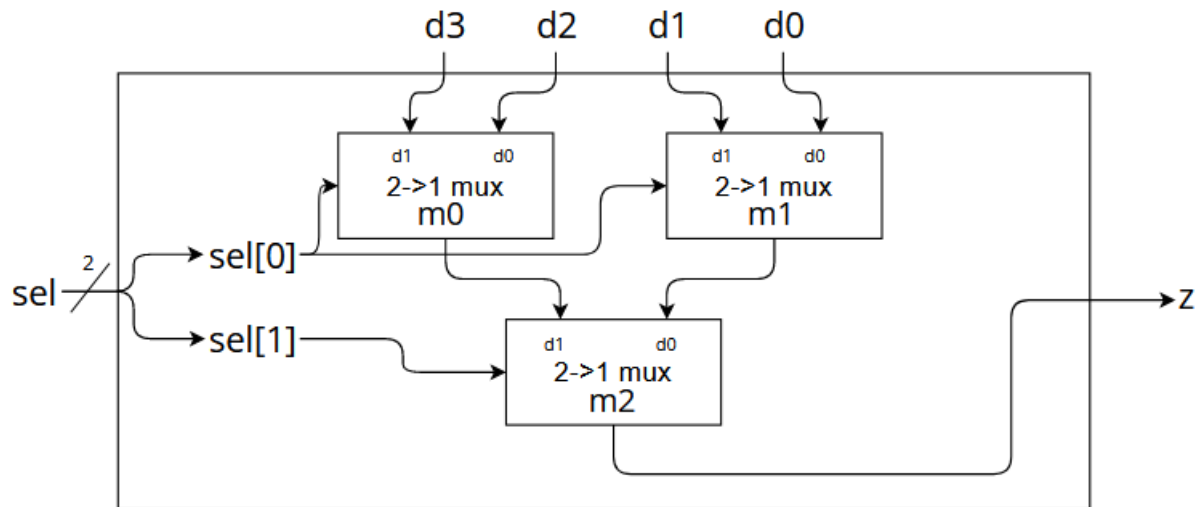 d3 d2 d1 d0
d1 d0 d1 d0
2->1 mux 2->1 mux
m0 m1
2
sel[0]
sel z
sel[1]
d1 d0
2->1 mux
m2